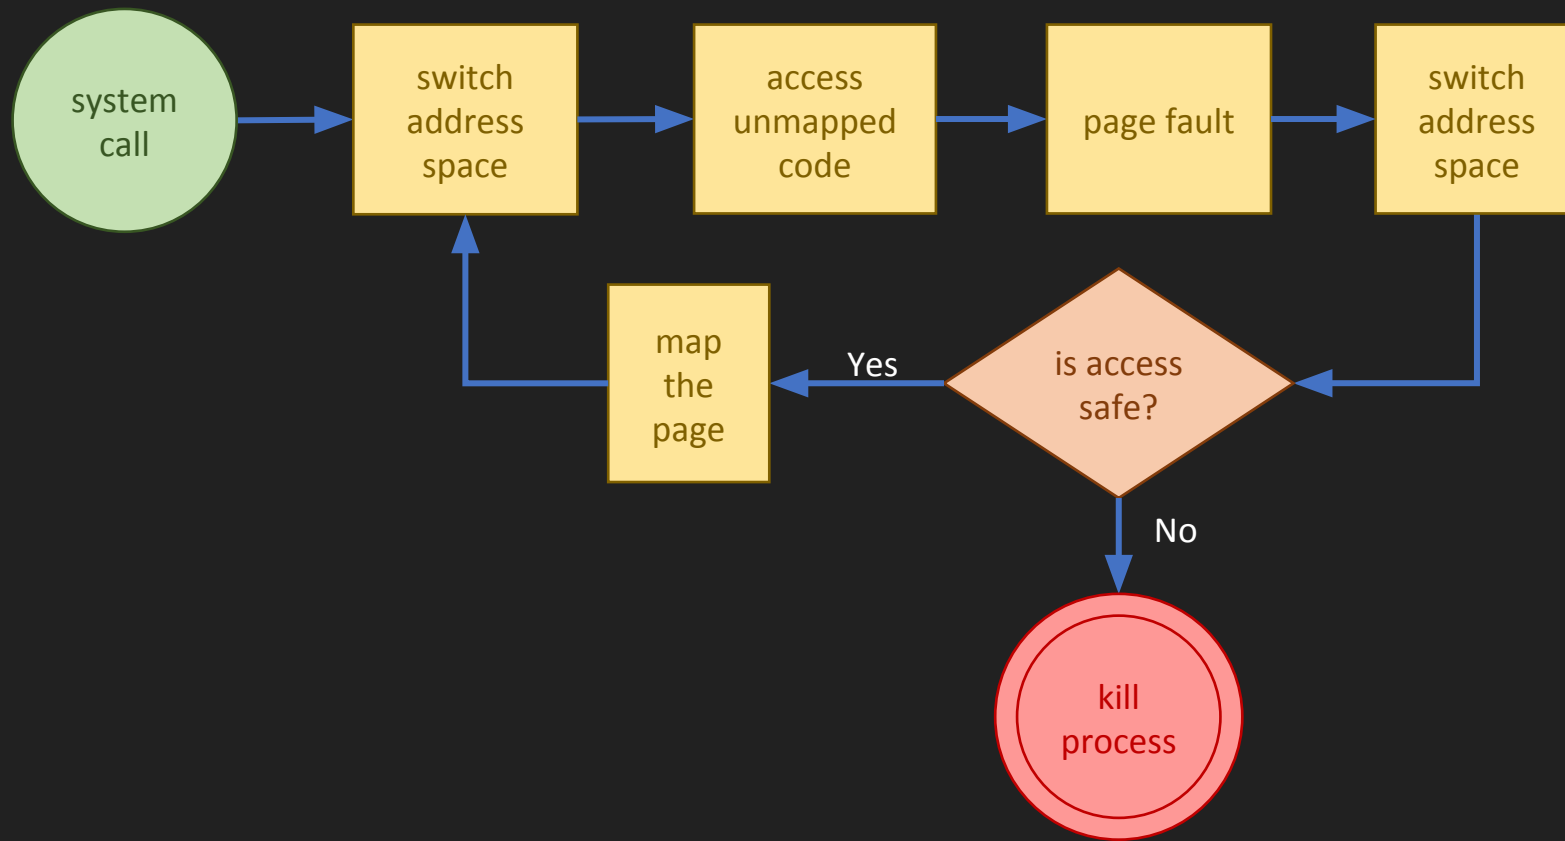 system
call
switch
address
space
access
unmapped
code
page fault
switch
address
space
is access
safe?
Yes
map
the
page
No
kill
process